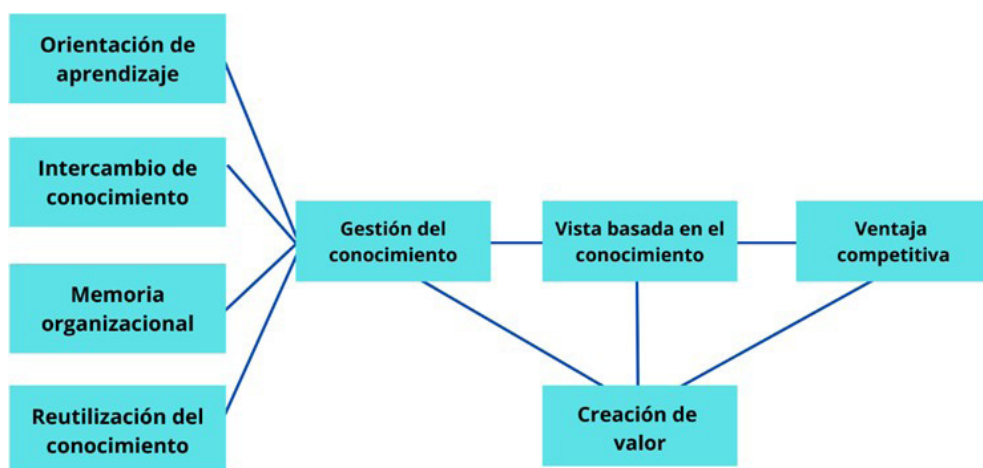 Orientación de
aprendizaje
Intercambio de
conocimiento
Memoria
organizacional
Reutilización del
conocimiento
Gestión del
conocimiento
Vista basada en el
conocimiento
Ventaja
competitiva
Creación de
valor